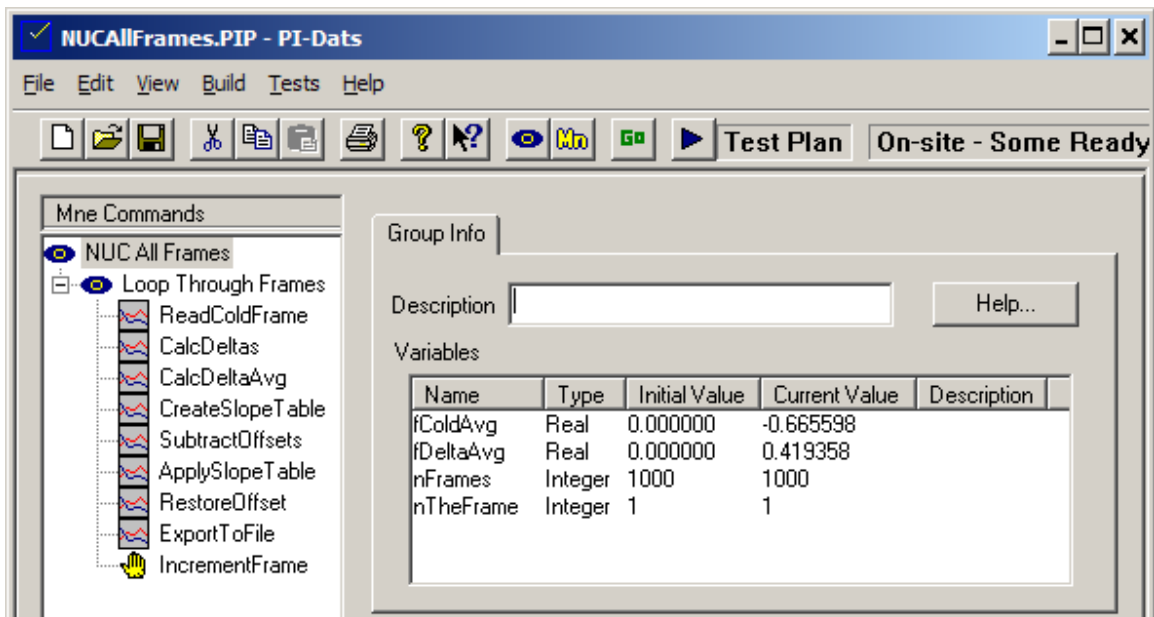 NUCAllFrames.PIP - PI-Dats
File Edit View Build Tests Help
? ? Mn Go Test Plan On-site - Some Ready
Mne Commands
NUC All Frames
Loop Through Frames
ReadColdFrame
CalcDeltas
CalcDeltaAvg
CreateSlopeTable
SubtractOffsets
ApplySlopeTable
RestoreOffset
ExportToFile
IncrementFrame
Group Info
Description Help...
Variables
Name Type Initial Value Current Value Description
fColdAvg Real 0.000000 -0.665598
fDeltaAvg Real 0.000000 0.419358
nFrames Integer 1000 1000
nTheFrame Integer 1 1